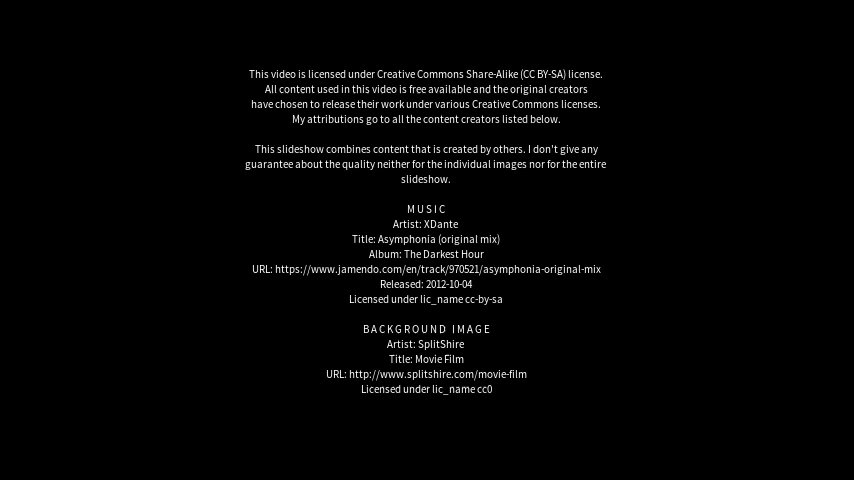 This video is licensed under Creative Commons Share-Alike (CC BY-SA) license.
All content used in this video is free available and the original creators
have chosen to release their work under various Creative Commons licenses.
My attributions go to all the content creators listed below.
This slideshow combines content that is created by others. I don't give any
guarantee about the quality neither for the individual images nor for the entire
slideshow.
MUSIC
Artist: XDante
Title: Asymphonia (original mix)
Album: The Darkest Hour
URL: https://www.jamendo.com/en/track/970521/asymphonia-original-mix
Released: 2012-10-04
Licensed under lic_name cc-by-sa
BACKGROUND IMAGE
Artist: SplitShire
Title: Movie Film
URL: http://www.splitshire.com/movie-film
Licensed under lic_name cc0